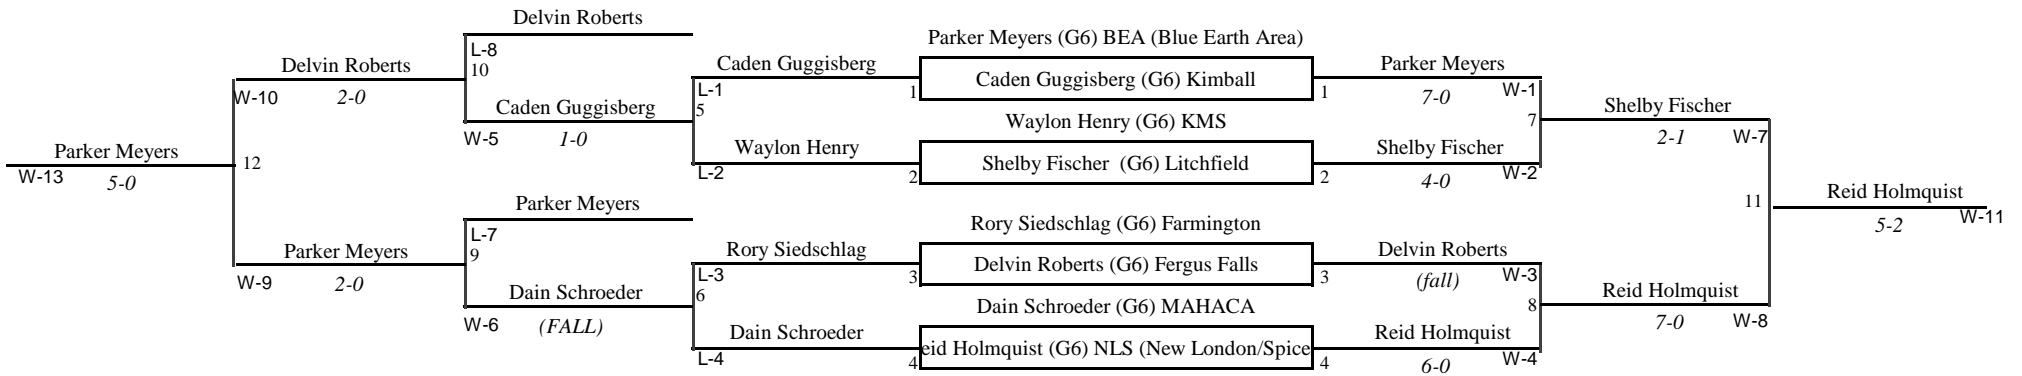 Delvin Roberts
L-8
10
Delvin Roberts
W-10
2-0
Caden Guggisberg
W-5
1-0
Parker Meyers
W-13
5-0
12
Parker Meyers
L-7
9
Parker Meyers
W-9
2-0
Dain Schroeder
W-6
(FALL)
Caden Guggisberg
L-1
5
1
Waylon Henry
L-2
2
Rory Siedschlag
L-3
6
3
Dain Schroeder
L-4
4
Parker Meyers (G6) BEA (Blue Earth Area)
Caden Guggisberg (G6) Kimball
Waylon Henry (G6) KMS
Shelby Fischer (G6) Litchfield
Rory Siedschlag (G6) Farmington
Delvin Roberts (G6) Fergus Falls
Dain Schroeder (G6) MAHACA
eid Holmquist (G6) NLS (New London/Spice
Parker Meyers
1
7-0
W-1
7
Shelby Fischer
2
4-0
W-2
Delvin Roberts
3
(fall)
W-3
8
Reid Holmquist
4
6-0
W-4
Shelby Fischer
2-1
W-7
11
Reid Holmquist
7-0
W-8
Reid Holmquist
5-2
W-11